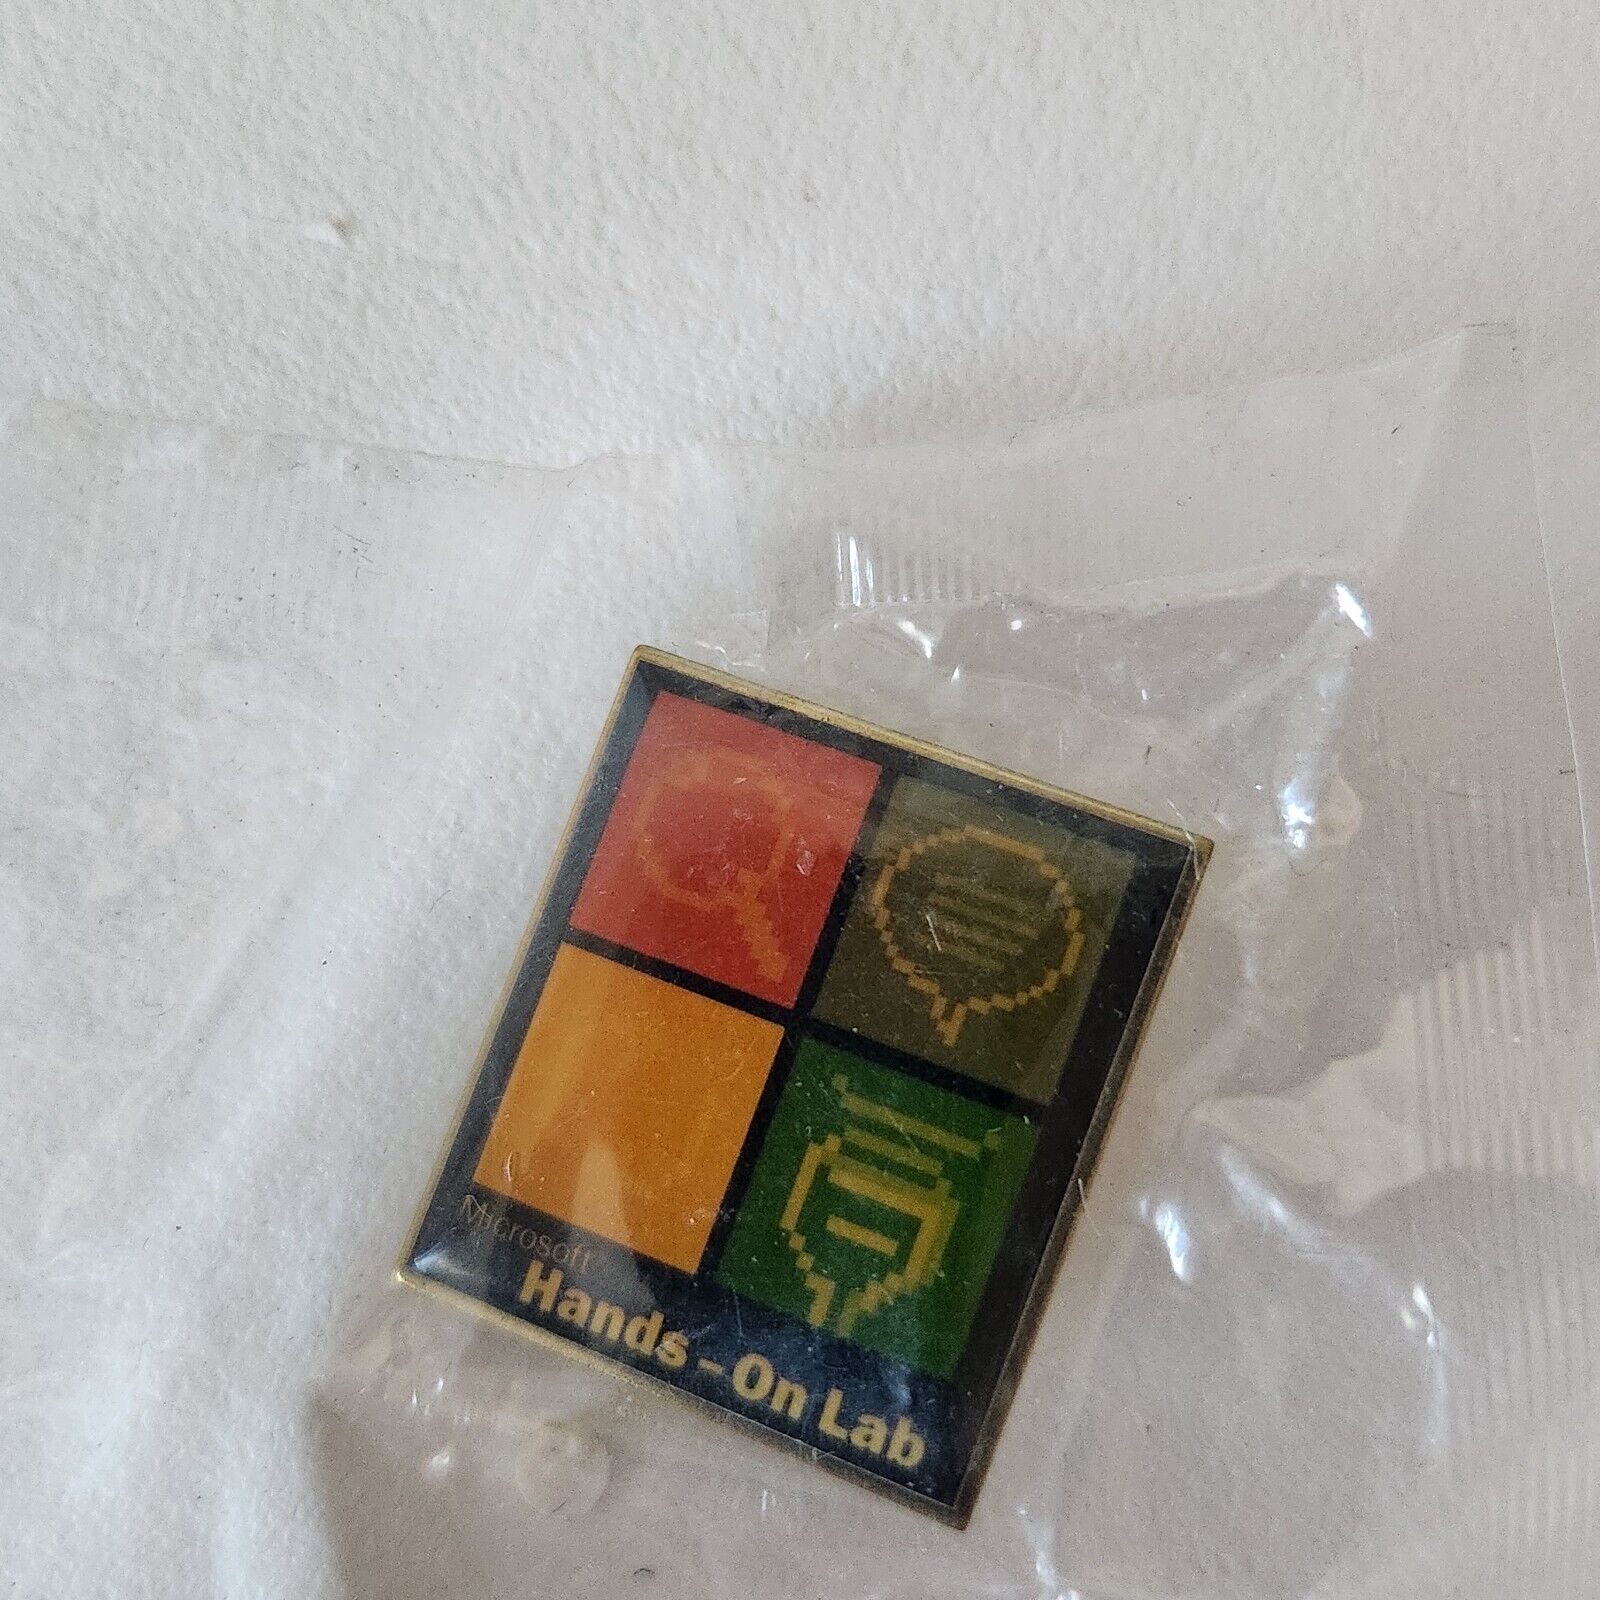 Microsoft
Hands - On Lab